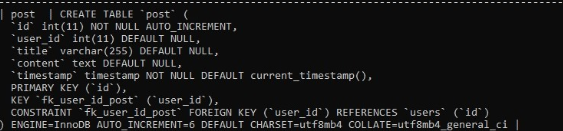 | post  | CREATE TABLE `post` (
  `id` int(11) NOT NULL AUTO_INCREMENT,
  `user_id` int(11) DEFAULT NULL,
  `title` varchar(255) DEFAULT NULL,
  `content` text DEFAULT NULL,
  `timestamp` timestamp NOT NULL DEFAULT current_timestamp(),
  PRIMARY KEY (`id`),
  KEY `fk_user_id_post` (`user_id`),
  CONSTRAINT `fk_user_id_post` FOREIGN KEY (`user_id`) REFERENCES `users` (`id`)
) ENGINE=InnoDB AUTO_INCREMENT=6 DEFAULT CHARSET=utf8mb4 COLLATE=utf8mb4_general_ci |